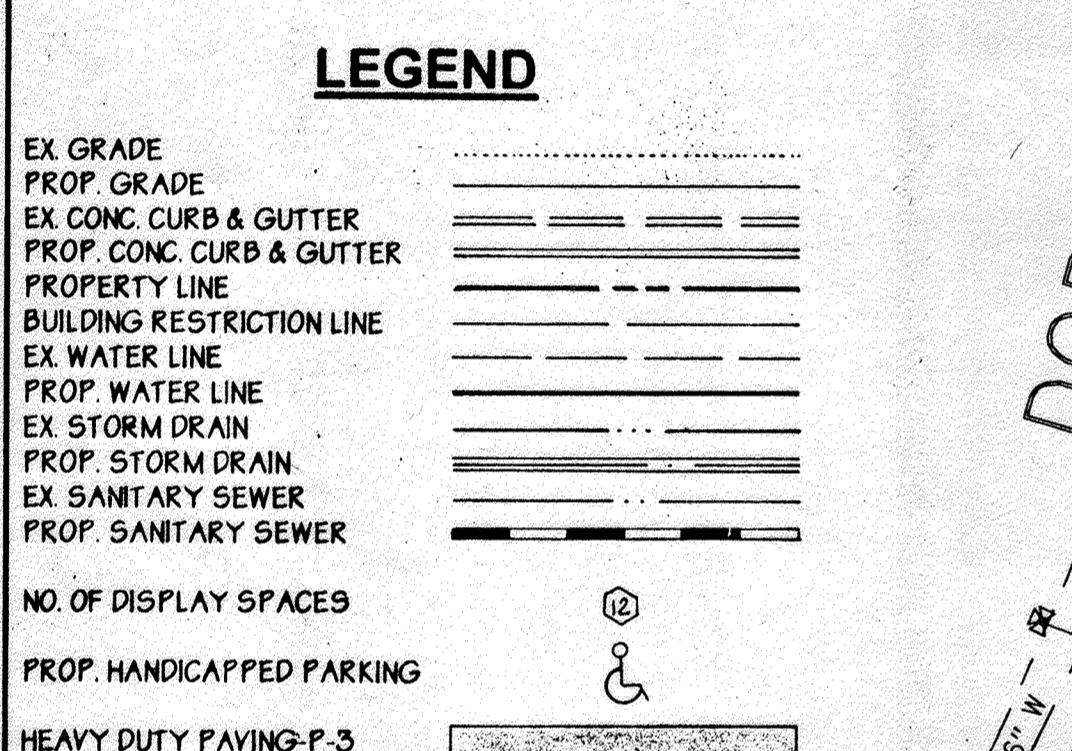 LEGEND
EX. GRADE
PROP. GRADE
EX. CONC. CURB & GUTTER
PROP. CONC. CURB & GUTTER
PROPERTY LINE
BUILDING RESTRICTION LINE
EX. WATER LINE
PROP. WATER LINE
EX. STORM DRAIN
PROP. STORM DRAIN
EX. SANITARY SEWER
PROP. SANITARY SEWER
NO. OF DISPLAY SPACES 12
PROP. HANDICAPPED PARKING
HEAVY DUTY PAVING-P-3
" W